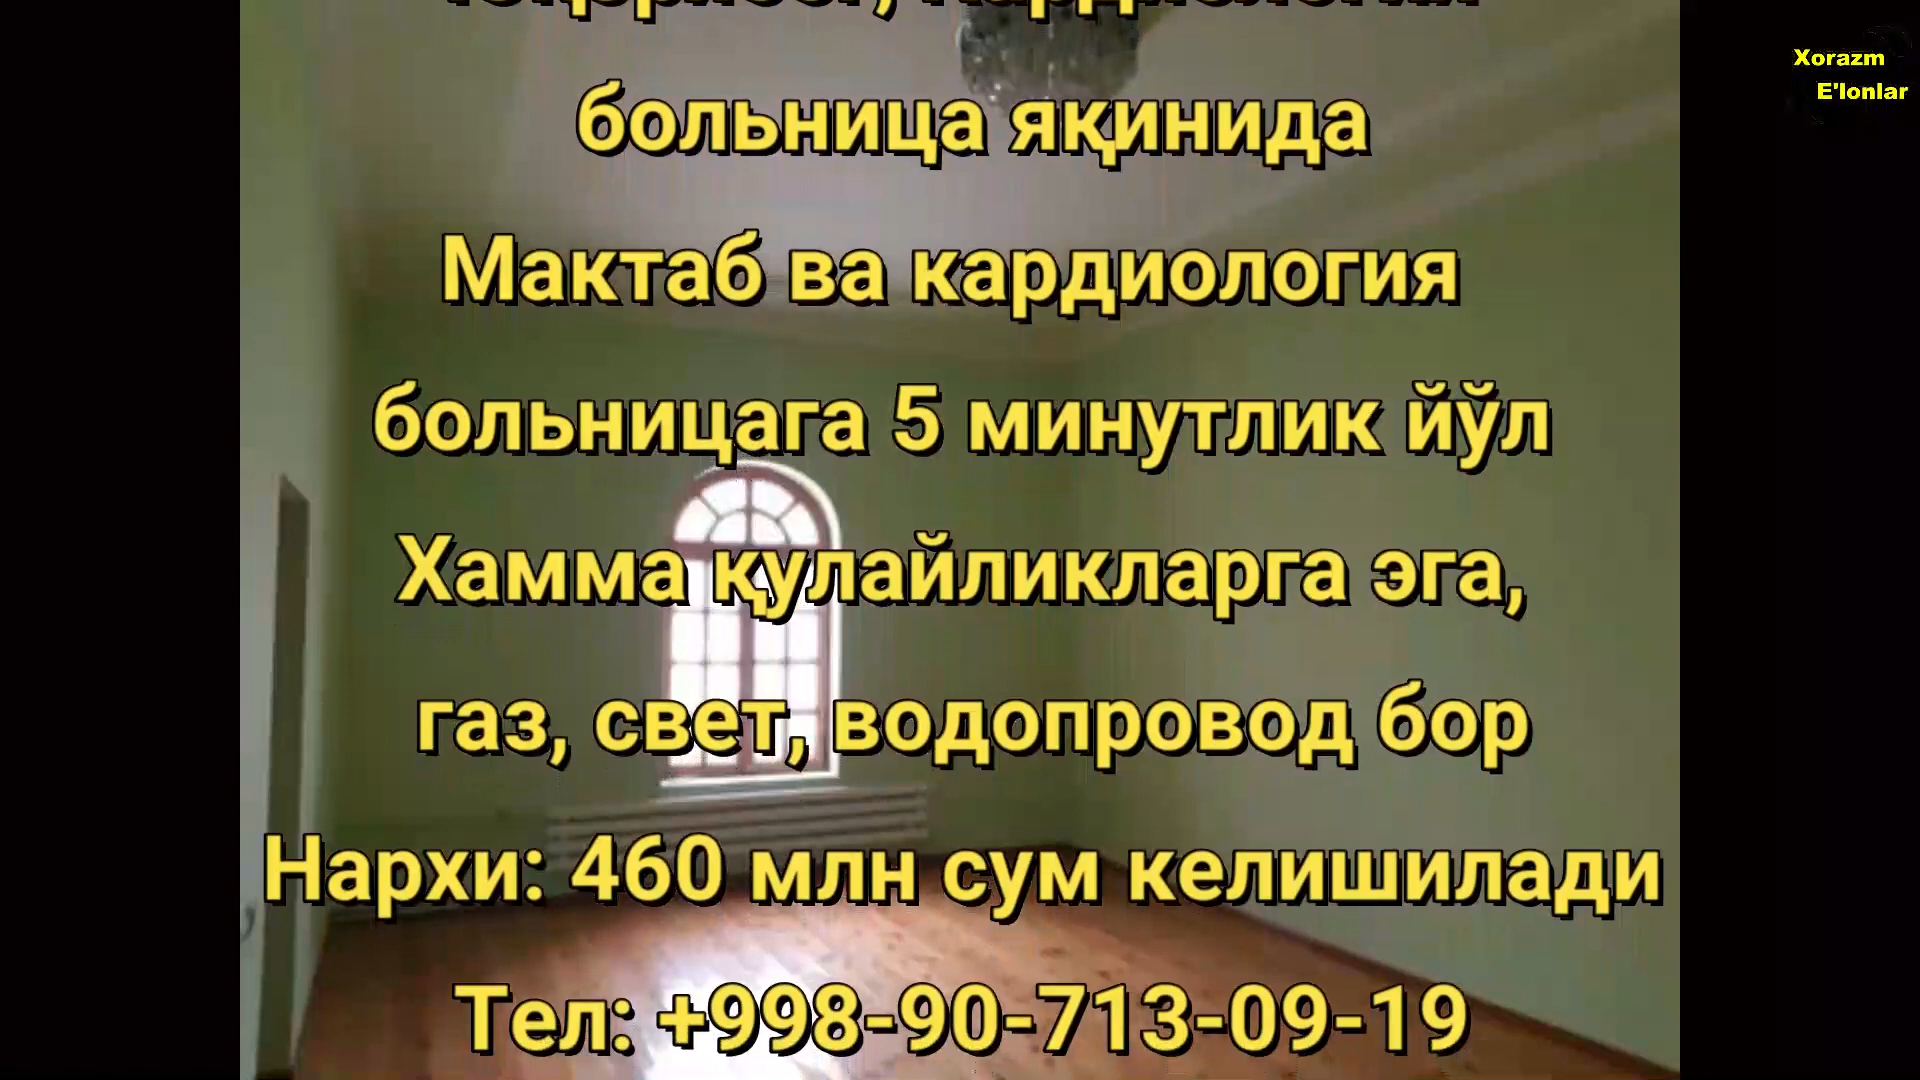 больница яқинида
Мактаб ва кардиология
больницага 5 минутлик йўл
Хамма қулайликларга эга,
газ, свет, водопровод бор
Нархи: 460 млн сум келишилади
Тел: +998-90-713-09-19
Xorazm
E'lonlar